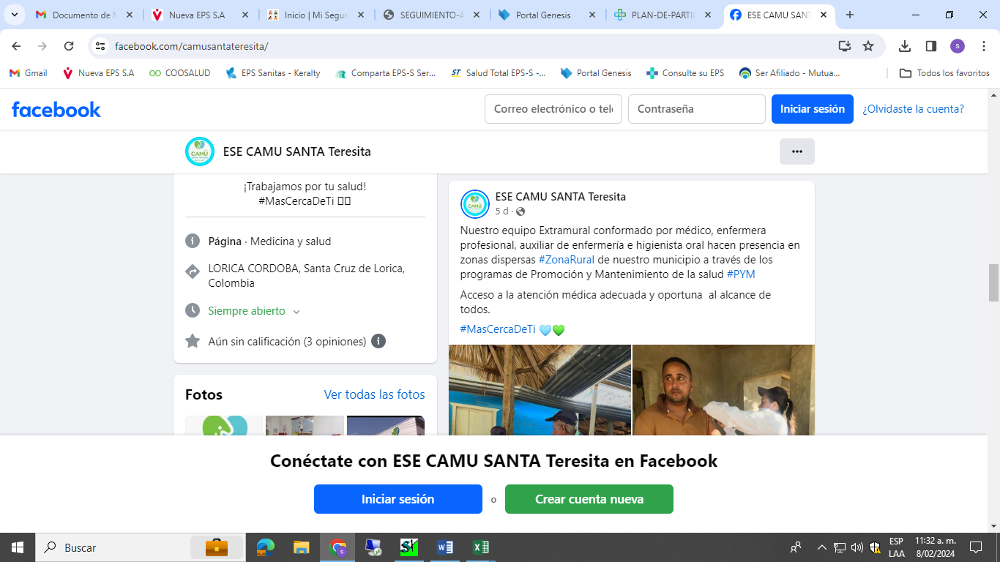 Documento de M
Nueva EPS S.A
Inicio | Mi Segur
SEGUIMIENTO-A
Portal Genesis
PLAN-DE-PARTIC
ESE CAMU SANT
facebook.com/camusantateresita/
S
Gmail
Nueva EPS S.A
COOSALUD
EPS Sanitas - Keralty
Comparta EPS-S Ser...
ST
Salud Total EPS-S -...
Portal Genesis
Consulte su EPS
Ser Afiliado - Mutua...
Todos los favoritos
facebook
Correo electrónico o telé
Contraseña
Iniciar sesión
¿Olvidaste la cuenta?
CAMU
ESE CAMU SANTA Teresita
¡Trabajamos por tu salud!
#MasCercaDeTi
Página · Medicina y salud
LORICA CORDOBA, Santa Cruz de Lorica,
Colombia
Siempre abierto
Aún sin calificación (3 opiniones)
Fotos
Ver todas las fotos
CAMU
ESE CAMU SANTA Teresita
5 d ·
Nuestro equipo Extramural conformado por médico, enfermera
profesional, auxiliar de enfermería e higienista oral hacen presencia en
zonas dispersas #ZonaRural de nuestro municipio a través de los
programas de Promoción y Mantenimiento de la salud #PYM
Acceso a la atención médica adecuada y oportuna  al alcance de
todos.
#MasCercaDeTi 🩵💚
Conéctate con ESE CAMU SANTA Teresita en Facebook
Iniciar sesión
o
Crear cuenta nueva
Buscar
ESP
LAA
11:32 a. m.
8/02/2024